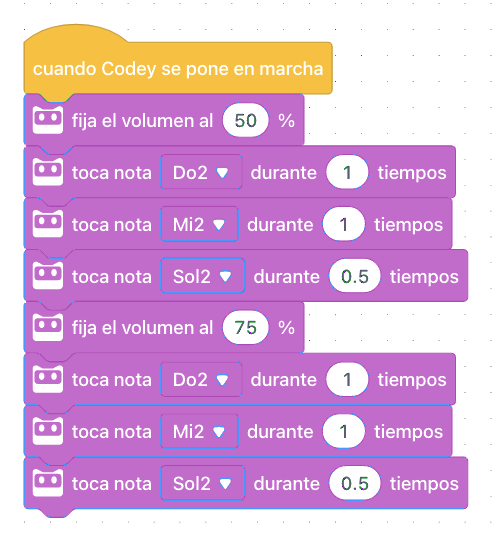 cuando Codey se pone en marcha
fija el volumen al 50 %
toca nota Do2 durante 1 tiempos
toca nota Mi2 durante 1 tiempos
toca nota Sol2 durante 0.5 tiempos
fija el volumen al 75 %
toca nota Do2 durante 1 tiempos
toca nota Mi2 durante 1 tiempos
toca nota Sol2 durante 0.5 tiempos